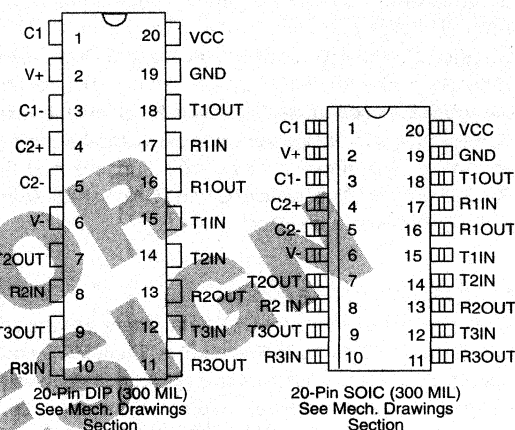 C1 1 20 VCC
V+ 2 19 GND
C1- 3 18 T1OUT
C2+ 4 17 R1IN
C2- 5 16 R1OUT
V- 6 15 T1IN
T2OUT 7 14 T2IN
R2IN 8 13 R2OUT
T3OUT 9 12 T3IN
R3IN 10 11 R3OUT
20-Pin DIP (300 MIL)
See Mech. Drawings
Section
C1 1 20 VCC
V+ 2 19 GND
C1- 3 18 T1OUT
C2+ 4 17 R1IN
C2- 5 16 R1OUT
V- 6 15 T1IN
T2OUT 7 14 T2IN
R2 IN 8 13 R2OUT
T3OUT 9 12 T3IN
R3IN 10 11 R3OUT
20-Pin SOIC (300 MIL)
See Mech. Drawings
Section